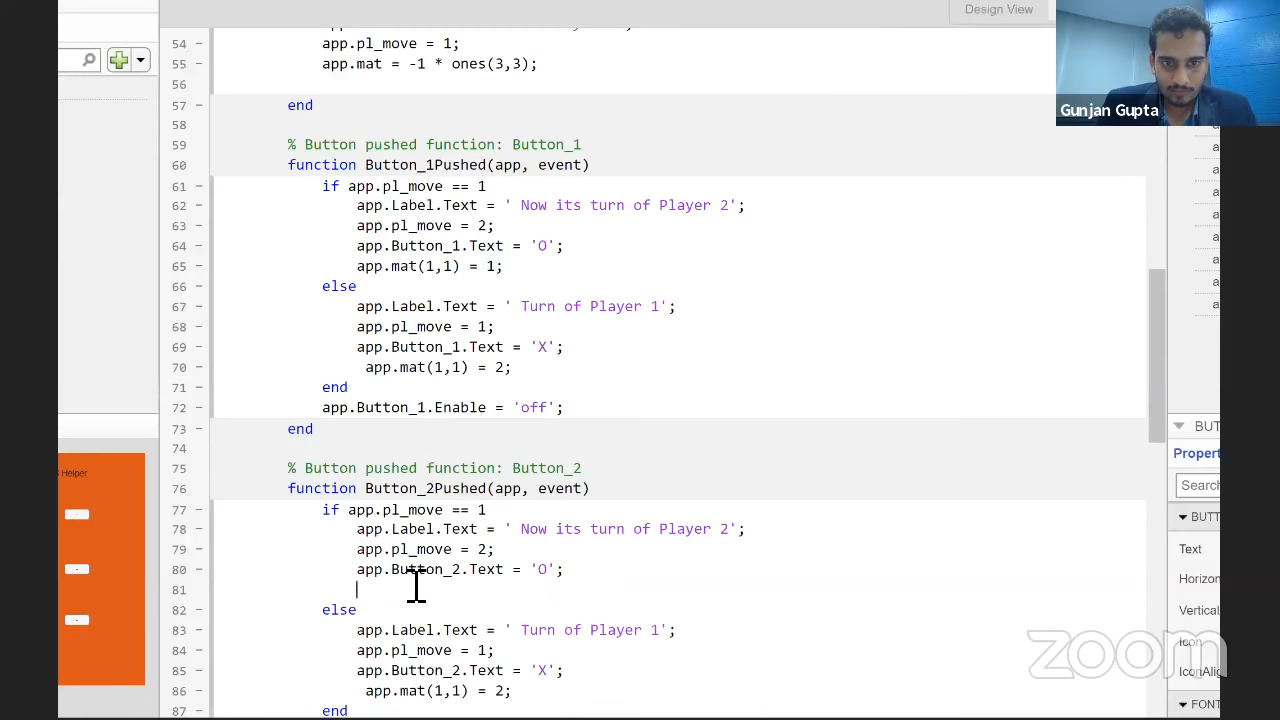 Design View
54 -
app.pl_move = 1;
55 -
app.mat = -1 * ones(3,3);
56 -
57 -
end
58 -
59 -
% Button pushed function: Button_1
60 -
function Button_1Pushed(app, event)
61 -
if app.pl_move == 1
62 -
app.Label.Text = ' Now its turn of Player 2';
63 -
app.pl_move = 2;
64 -
app.Button_1.Text = 'O';
65 -
app.mat(1,1) = 1;
66 -
else
67 -
app.Label.Text = ' Turn of Player 1';
68 -
app.pl_move = 1;
69 -
app.Button_1.Text = 'X';
70 -
app.mat(1,1) = 2;
71 -
end
72 -
app.Button_1.Enable = 'off';
73 -
end
74 -
75 -
% Button pushed function: Button_2
76 -
function Button_2Pushed(app, event)
77 -
if app.pl_move == 1
78 -
app.Label.Text = ' Now its turn of Player 2';
79 -
app.pl_move = 2;
80 -
app.Button_2.Text = 'O';
81 -
82 -
else
83 -
app.Label.Text = ' Turn of Player 1';
84 -
app.pl_move = 1;
85 -
app.Button_2.Text = 'X';
86 -
app.mat(1,1) = 2;
87 -
end
Gunjan Gupta
Helper
BUT
Propert
Searc
BUTT
Text
Horizon
Vertical
Icon
IconAlig
FONT
zoom